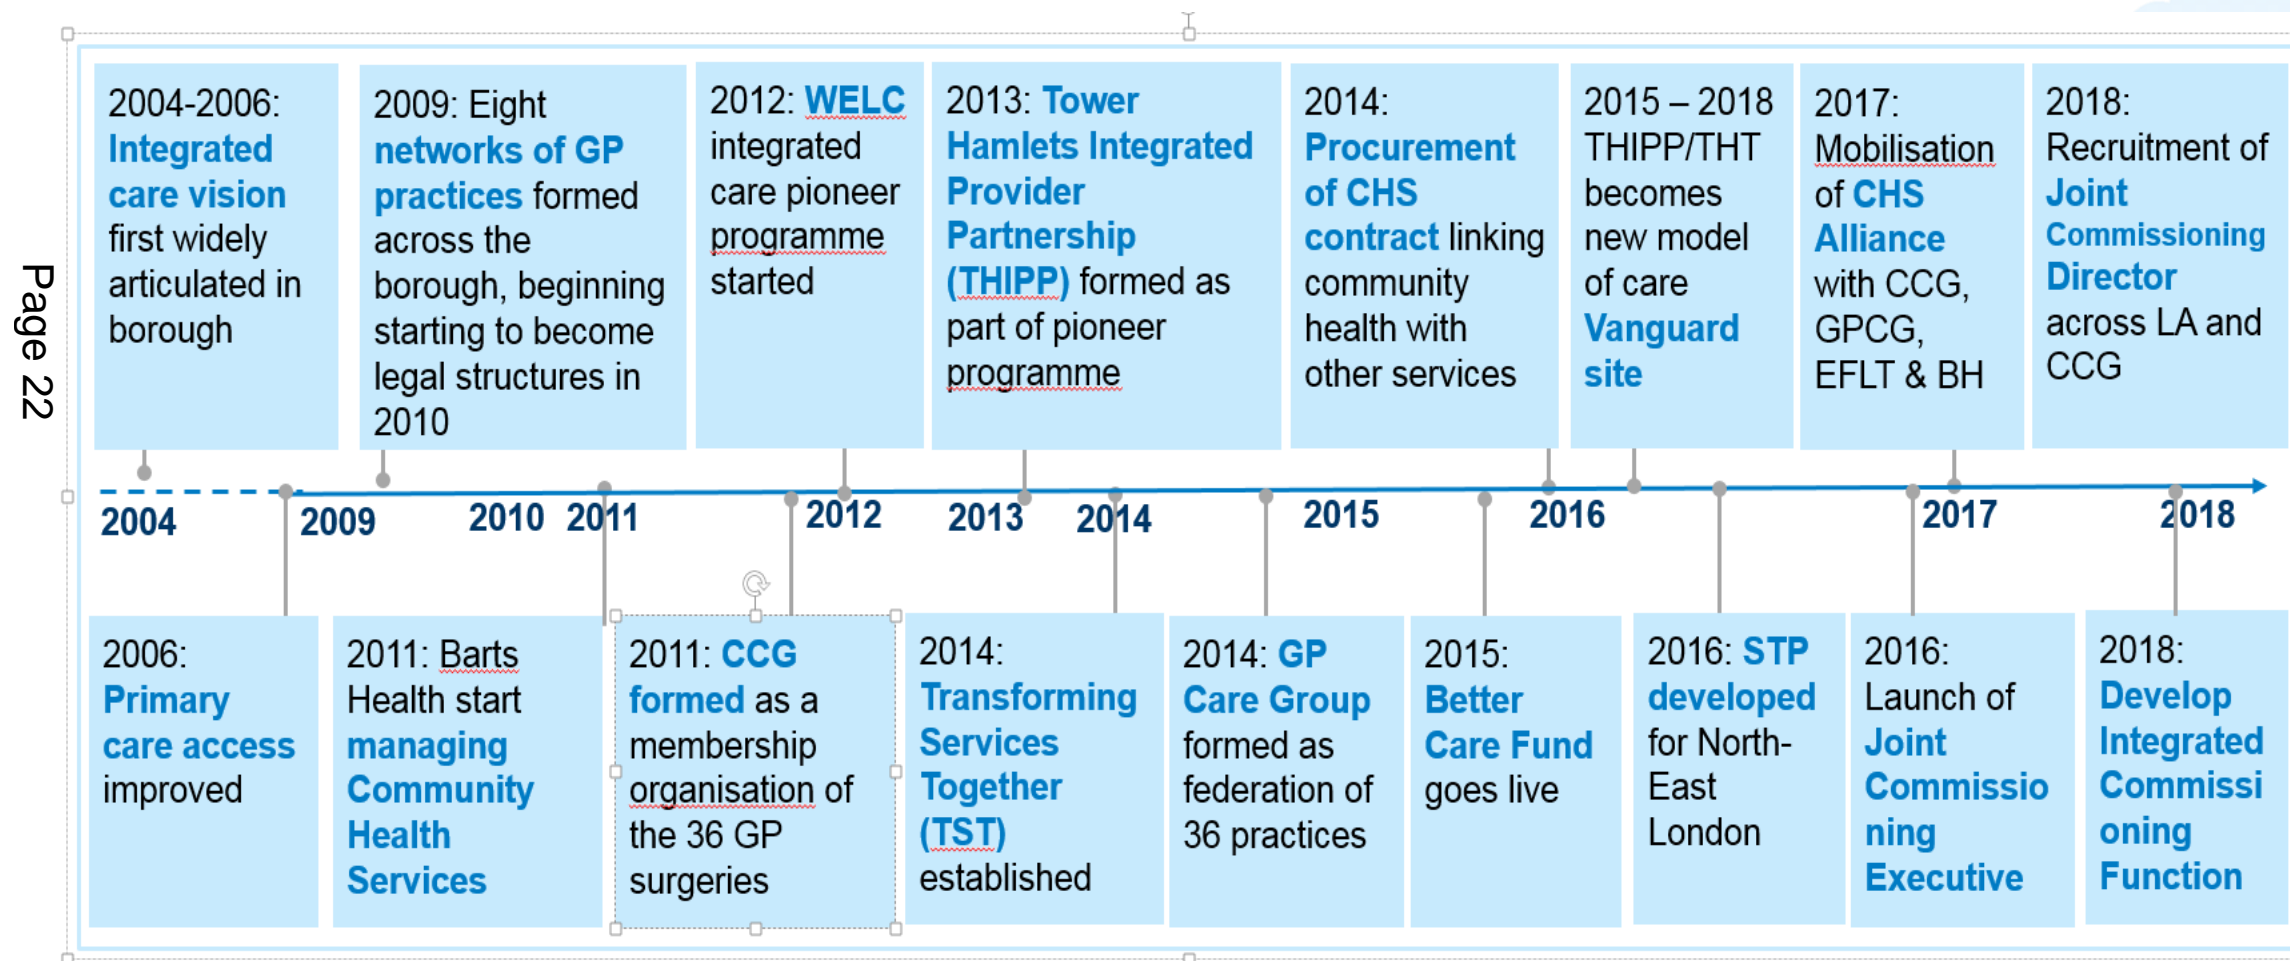 Page 22
2004-2006:
Integrated
care vision
first widely
articulated in
borough
2009: Eight
networks of GP
practices formed
across the
borough, beginning
starting to become
legal structures in
2010
2012: WELC
integrated
care pioneer
programme
started
2013: Tower
Hamlets Integrated
Provider
Partnership
(THIPP) formed as
part of pioneer
programme
2014:
Procurement
of CHS
contract linking
community
health with
other services
2015 – 2018
THIPP/THT
becomes
new model
of care
Vanguard
site
2017:
Mobilisation
of CHS
Alliance
with CCG,
GPCG,
EFLT & BH
2018:
Recruitment of
Joint
Commissioning
Director
across LA and
CCG
2004 2009 2010 2011 2012 2013 2014 2015 2016 2017 2018
2006:
Primary
care access
improved
2011: Barts
Health start
managing
Community
Health
Services
2011: CCG
formed as a
membership
organisation of
the 36 GP
surgeries
2014:
Transforming
Services
Together
(TST)
established
2014: GP
Care Group
formed as
federation of
36 practices
2015:
Better
Care Fund
goes live
2016: STP
developed
for North-
East
London
2016:
Launch of
Joint
Commissio
ning
Executive
2018:
Develop
Integrated
Commissi
oning
Function